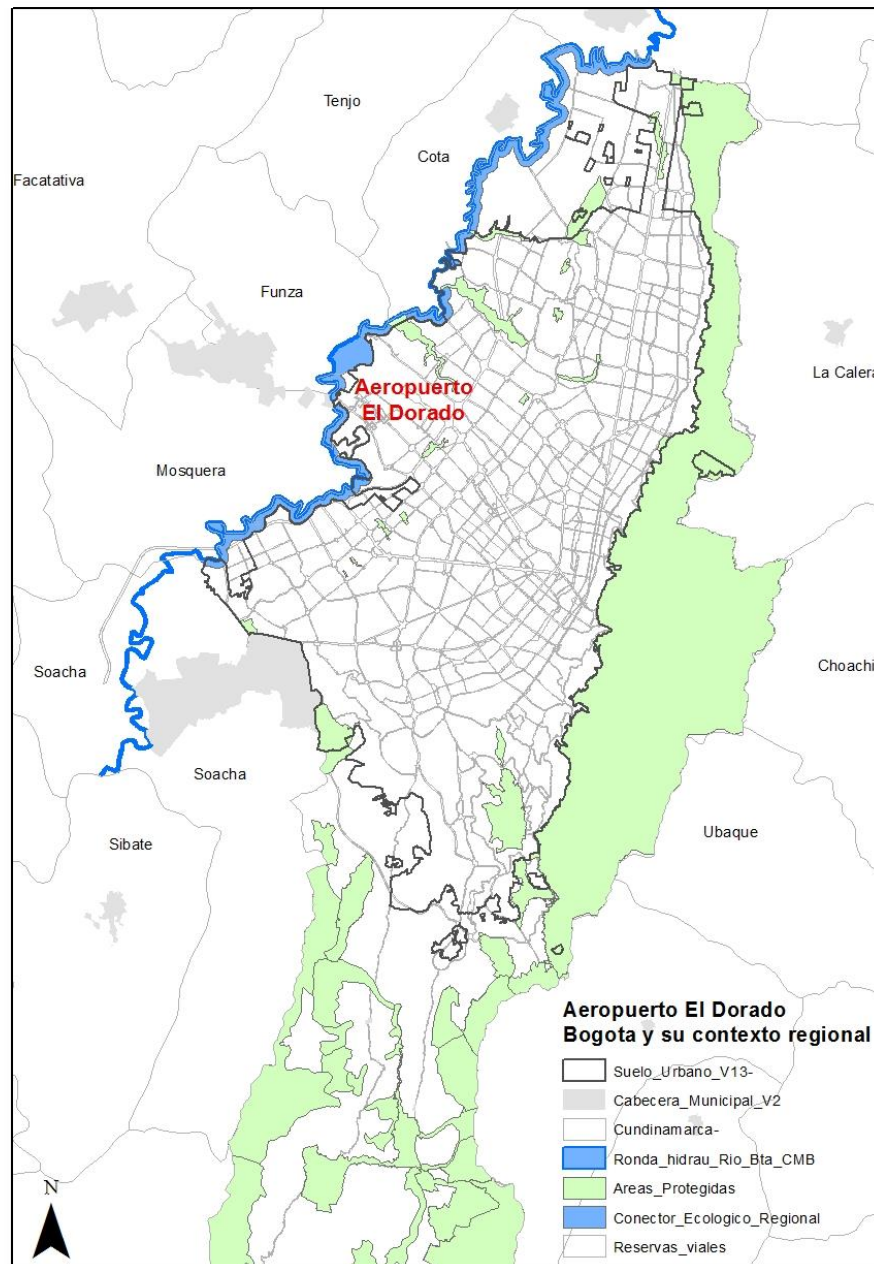 Tenjo
Cota
Facatativa
Funza
La Calera
Aeropuerto
El Dorado
Mosquera
Soacha
Choachi
Soacha
Ubaque
Sibate
Aeropuerto El Dorado
Bogota y su contexto regional
Suelo_Urbano_V13-
Cabecera_Municipal_V2
Cundinamarca-
Ronda_hidrau_Rio_Bta_CMB
Areas_Protegidas
Conector_Ecologico_Regional
Reservas_viales
N